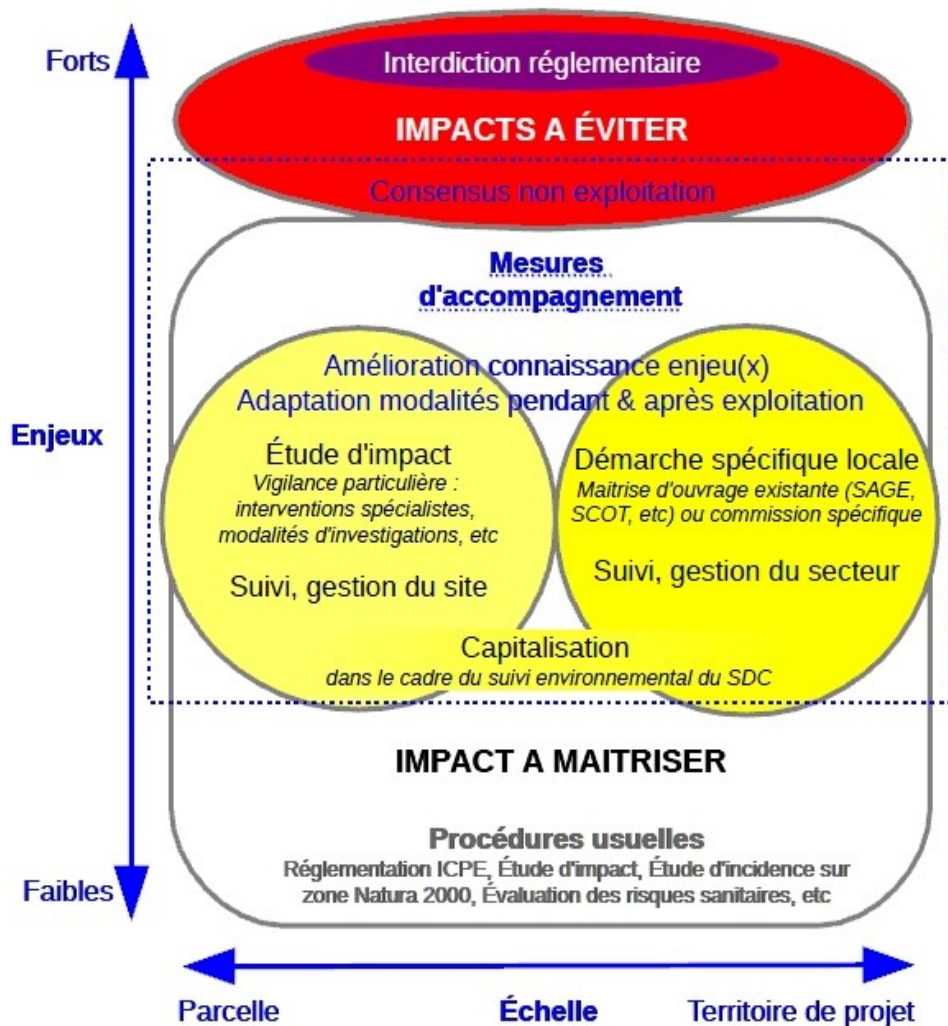 Forts
Interdiction réglementaire
IMPACTS A ÉVITER
Consensus non exploitation
Mesures
d'accompagnement
Amélioration connaissance enjeu(x)
Adaptation modalités pendant & après exploitation
Enjeux
Étude d'impact
Vigilance particulière :
interventions spécialistes,
modalités d'investigations, etc
Suivi, gestion du site
Démarche spécifique locale
Maitrise d'ouvrage existante (SAGE,
SCOT, etc) ou commission spécifique
Suivi, gestion du secteur
Capitalisation
dans le cadre du suivi environnemental du SDC
IMPACT A MAITRISER
Procédures usuelles
Réglementation ICPE, Étude d'impact, Étude d'incidence sur
zone Natura 2000, Évaluation des risques sanitaires, etc
Faibles
Parcelle
Échelle
Territoire de projet